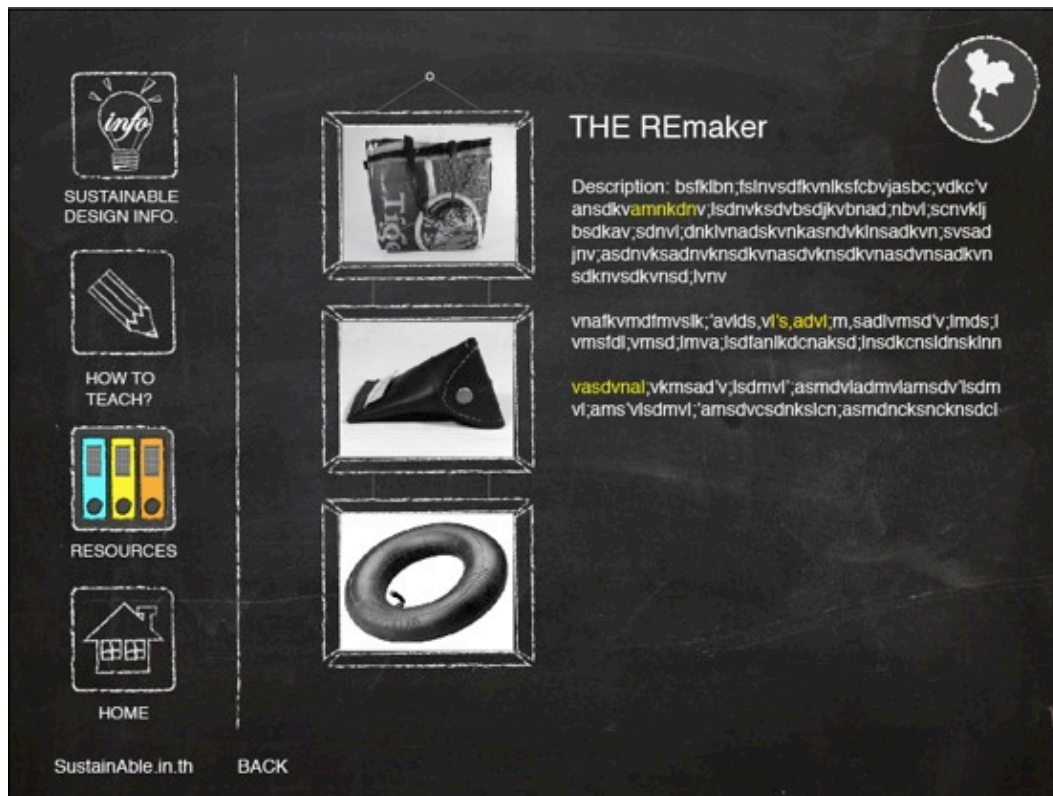 info
SUSTAINABLE
DESIGN INFO.
HOW TO
TEACH?
RESOURCES
HOME
SustainAble.in.th
BACK
THE REmaker
Description: bsfklbn;fslnvsdfkvnlksfcbvjasbc;vdkc'v
ansdkvamnkdnv;lsdnvksdvbsdjkvbnad;nbvl;scnvklj
bsdkav;sdnvl;dnklvnadskvnkasndvklnsadkvn;svsad
jnv;asdnvksadnvknsdkvnasdvknsdkvnasdvnsadkvn
sdknvsdkvnsd;lvnv
vnafkvmdfmvslk;'avlds,vl's,advl;m,sadlvmsd'v;lmds;l
vmsfdl;vmsd;lmva;lsdfanlkdcnaksd;lnsdkcnsldnsklnn
vasdvnal;vkmsad'v;lsdmvl';asmdvladmvlamsdv'lsdm
vl;ams'vlsdmvl;'amsdvcsdnkslcn;asmdncksncknsdcl